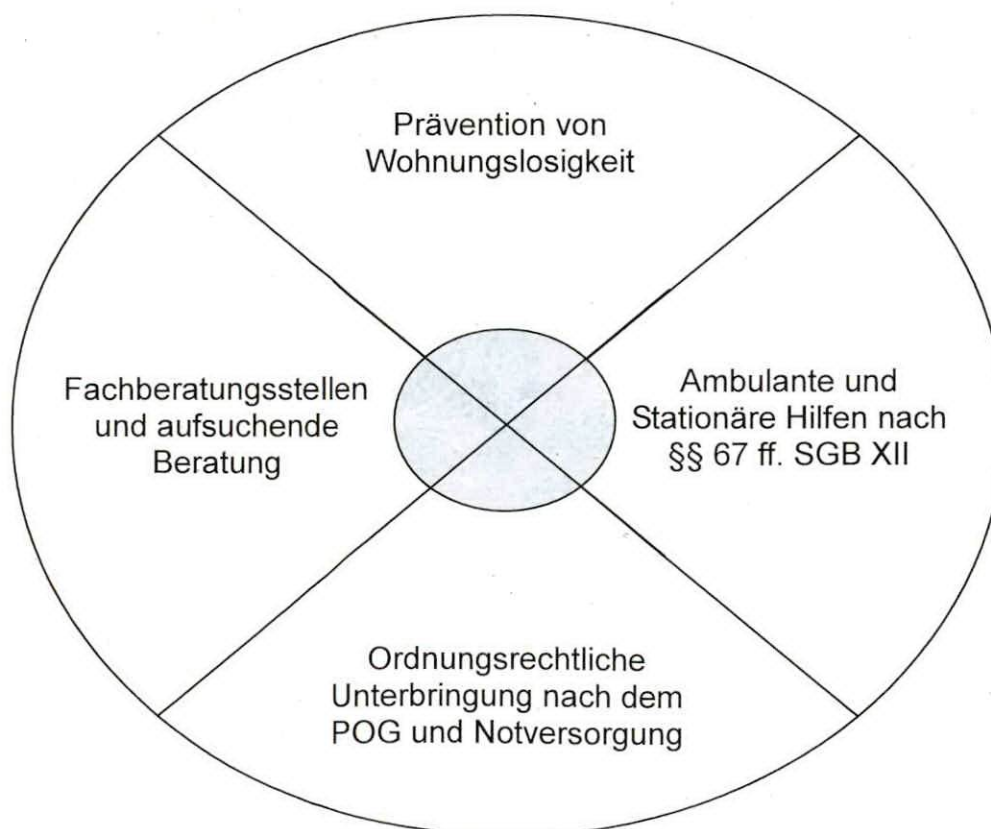 Prävention von
Wohnungslosigkeit
Fachberatungsstellen
und aufsuchende
Beratung
Ambulante und
Stationäre Hilfen nach
§§ 67 ff. SGB XII
Ordnungsrechtliche
Unterbringung nach dem
POG und Notversorgung